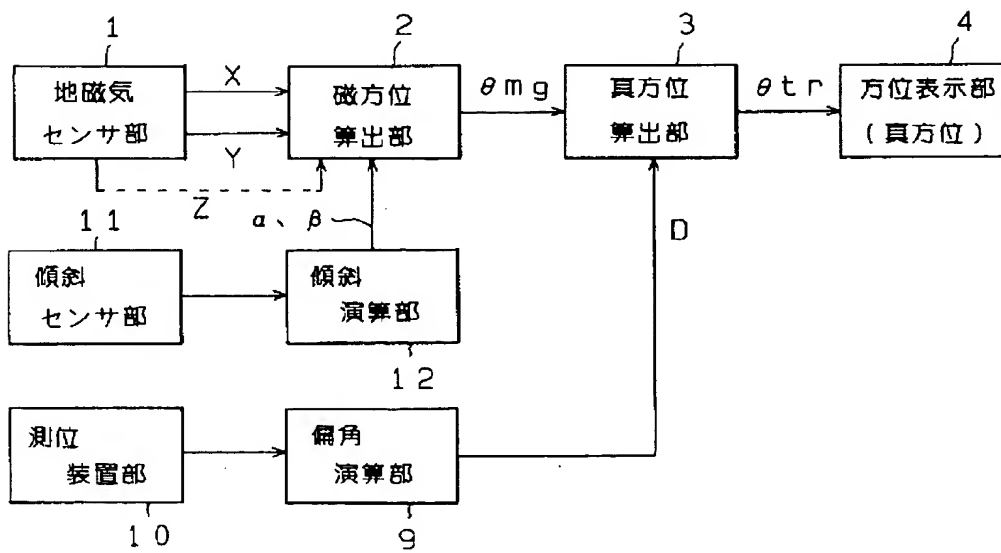 1
2
3
4
地磁気
センサ部
X
Y
Z
磁方位
算出部
θmg
真方位
算出部
θtr
方位表示部
(真方位)
α、β
D
11
傾斜
センサ部
傾斜
演算部
12
測位
装置部
10
偏角
演算部
9